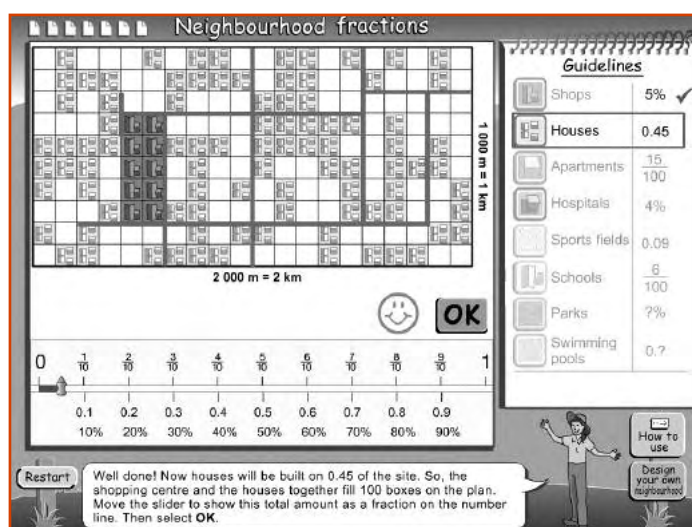 Neighbourhood fractions
1 000 m = 1 km
2 000 m = 2 km
OK
0 1/10 2/10 3/10 4/10 5/10 6/10 7/10 8/10 9/10 1
0.1 0.2 0.3 0.4 0.5 0.6 0.7 0.8 0.9
10% 20% 30% 40% 50% 60% 70% 80% 90%
Guidelines
Shops 5%
Houses 0.45
Apartments 15/100
Hospitals 4%
Sports fields 0.09
Schools 6/100
Parks ?%
Swimming
pools 0.?
Restart
Well done! Now houses will be built on 0.45 of the site. So, the
shopping centre and the houses together fill 100 boxes on the plan.
Move the slider to show this total amount as a fraction on the number
line. Then select OK.
How to
use
Design
your own
neighbourhood